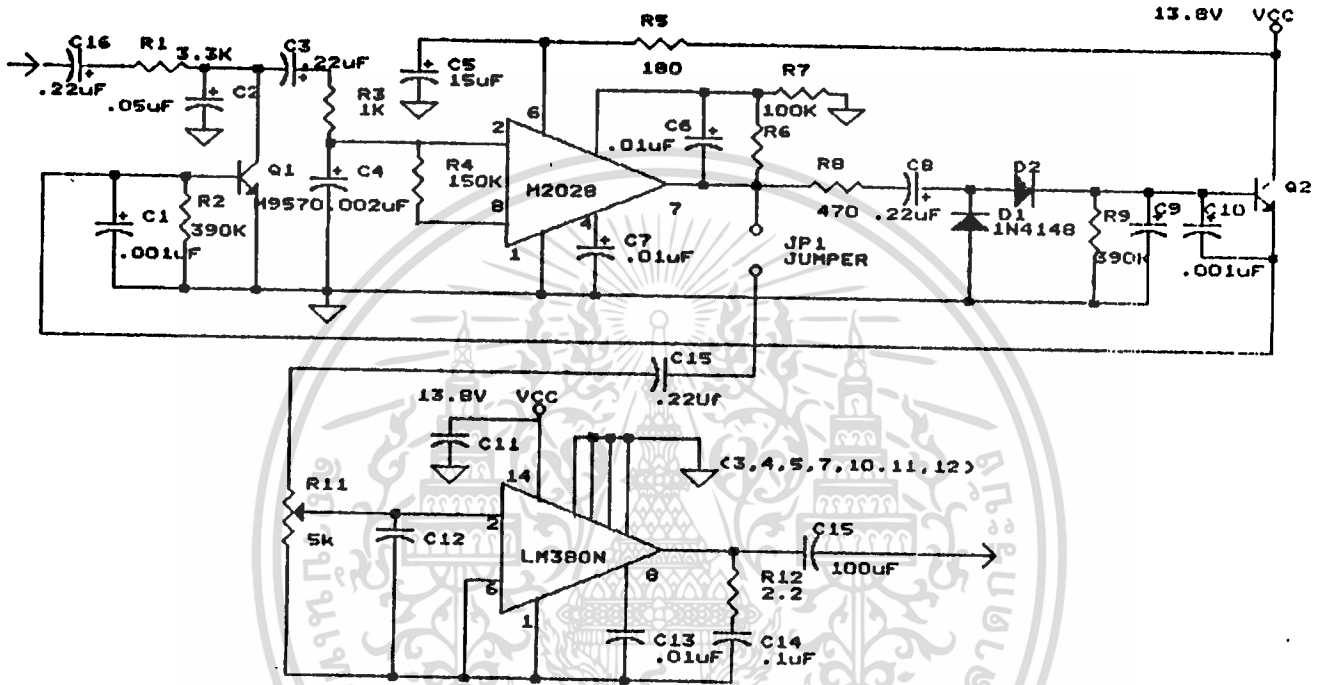 C16
R1
3.3K
C3
.22uF
.22uF
.05uF
C2
R3
1K
C5
15uF
R5
180
13.8V VCC
R7
100K
R6
C6
.01uF
6
2
R4
150K
8
M2028
7
4
1
C7
.01uF
Q1
M9570
C4
.002uF
R2
390K
C1
.001uF
R8
470
C8
.22uF
D2
D1
1N4148
R9
390K
C9
C10
.001uF
Q2
JP1
JUMPER
C15
.22Uf
13.8V VCC
C11
14
(3,4,5,7,10.11,12)
R11
5k
C12
2
LM380N
6
1
8
C13
.01uF
R12
2.2
C14
.1uF
C15
100uF